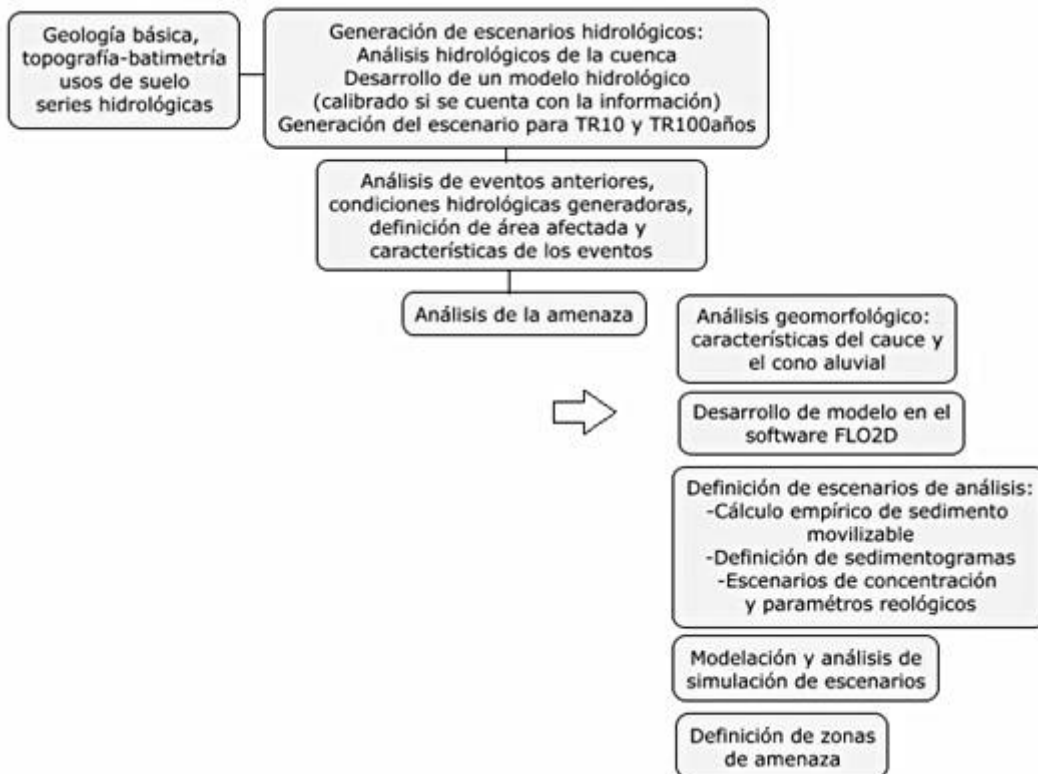 Geología básica,
topografía-batimetría
usos de suelo
series hidrológicas
Generación de escenarios hidrológicos:
Análisis hidrológicos de la cuenca
Desarrollo de un modelo hidrológico
(calibrado si se cuenta con la información)
Generación del escenario para TR10 y TR100años
Análisis de eventos anteriores,
condiciones hidrológicas generadoras,
definición de área afectada y
características de los eventos
Análisis de la amenaza
Análisis geomorfológico:
características del cauce y
el cono aluvial
Desarrollo de modelo en el
software FLO2D
Definición de escenarios de análisis:
-Cálculo empírico de sedimento
movilizable
-Definición de sedimentogramas
-Escenarios de concentración
y paramétros reológicos
Modelación y análisis de
simulación de escenarios
Definición de zonas
de amenaza